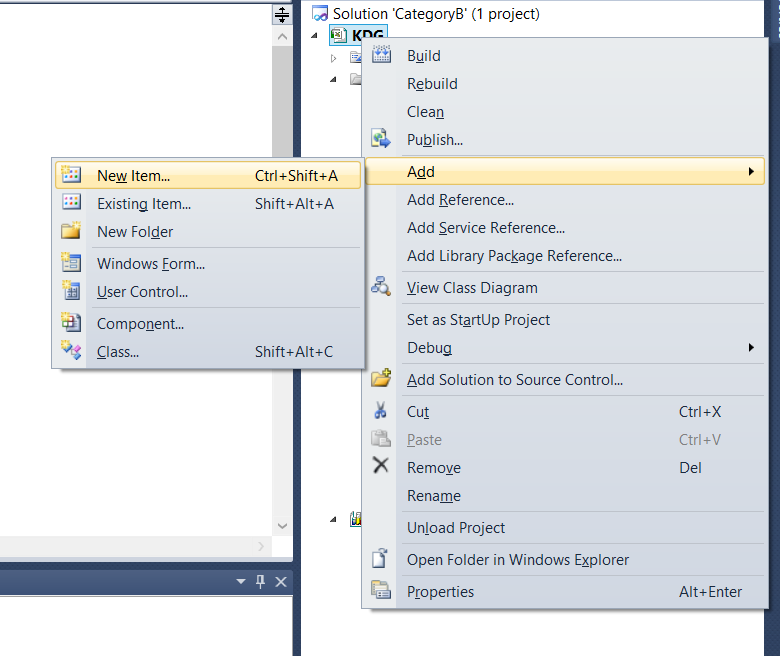 Solution 'CategoryB' (1 project)
KDG
Build
Rebuild
Clean
Publish...
Add
New Item... Ctrl+Shift+A
Existing Item... Shift+Alt+A
New Folder
Windows Form...
User Control...
Component...
Class... Shift+Alt+C
Add Reference...
Add Service Reference...
Add Library Package Reference...
View Class Diagram
Set as StartUp Project
Debug
Add Solution to Source Control...
Cut Ctrl+X
Paste Ctrl+V
Remove Del
Rename
Unload Project
Open Folder in Windows Explorer
Properties Alt+Enter